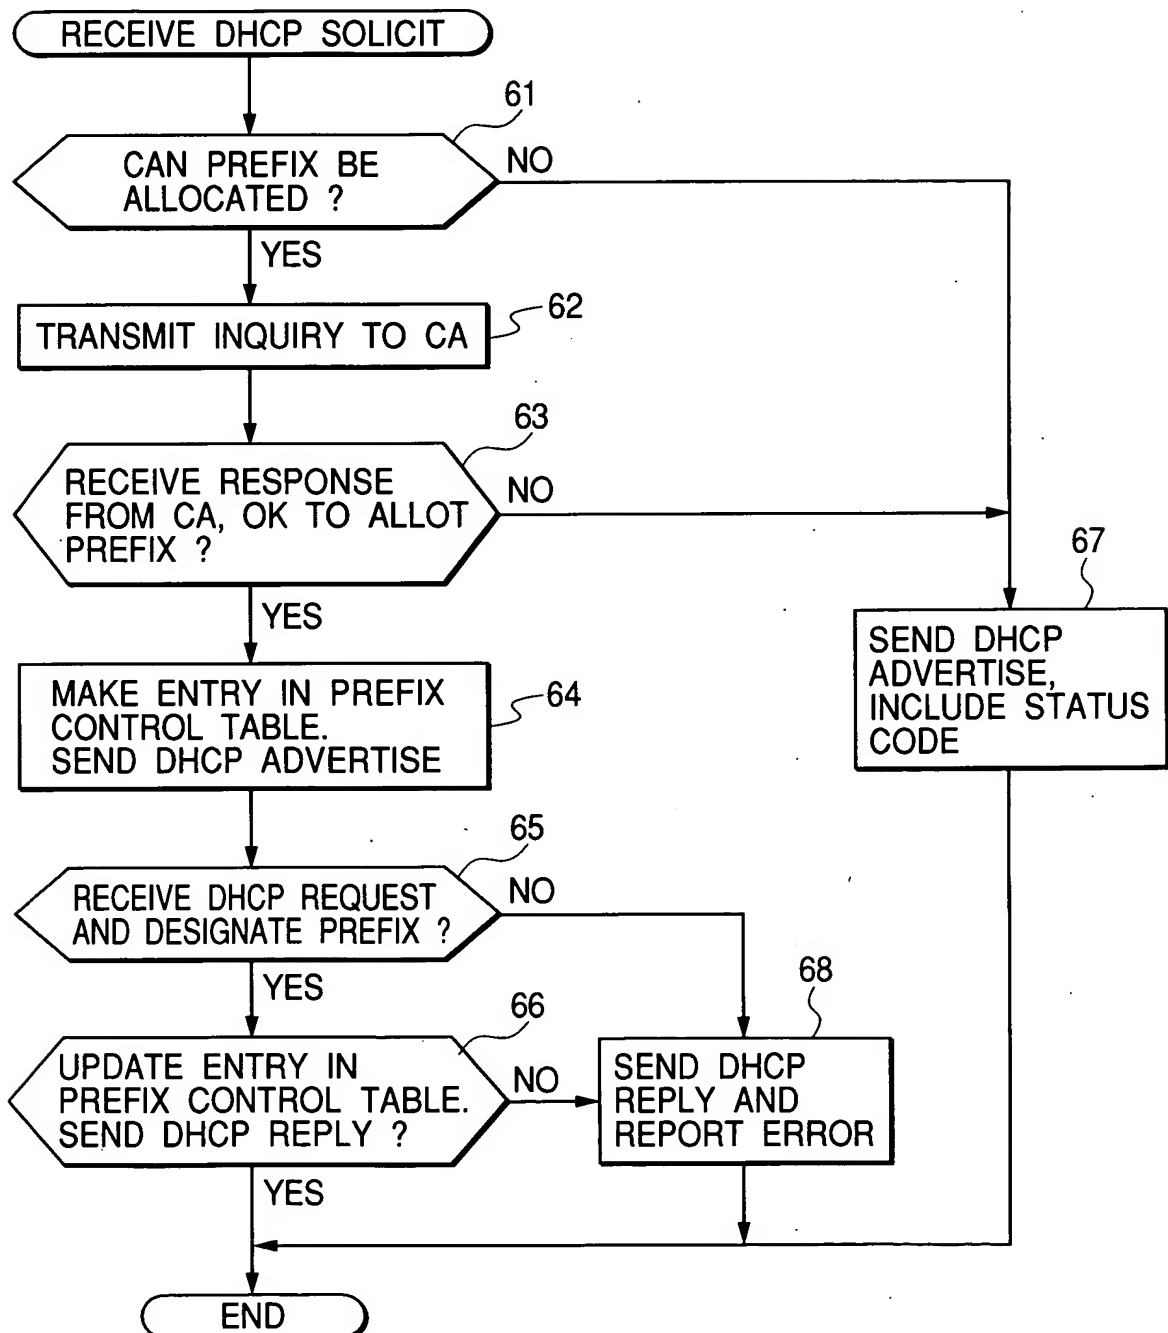 RECEIVE DHCP SOLICIT
61
CAN PREFIX BE
ALLOCATED ?
NO
YES
62
TRANSMIT INQUIRY TO CA
63
RECEIVE RESPONSE
FROM CA, OK TO ALLOT
PREFIX ?
NO
YES
67
SEND DHCP
ADVERTISE,
INCLUDE STATUS
CODE
MAKE ENTRY IN PREFIX
CONTROL TABLE.
SEND DHCP ADVERTISE
64
65
RECEIVE DHCP REQUEST
AND DESIGNATE PREFIX ?
NO
YES
66
UPDATE ENTRY IN
PREFIX CONTROL TABLE.
SEND DHCP REPLY ?
NO
YES
68
SEND DHCP
REPLY AND
REPORT ERROR
END